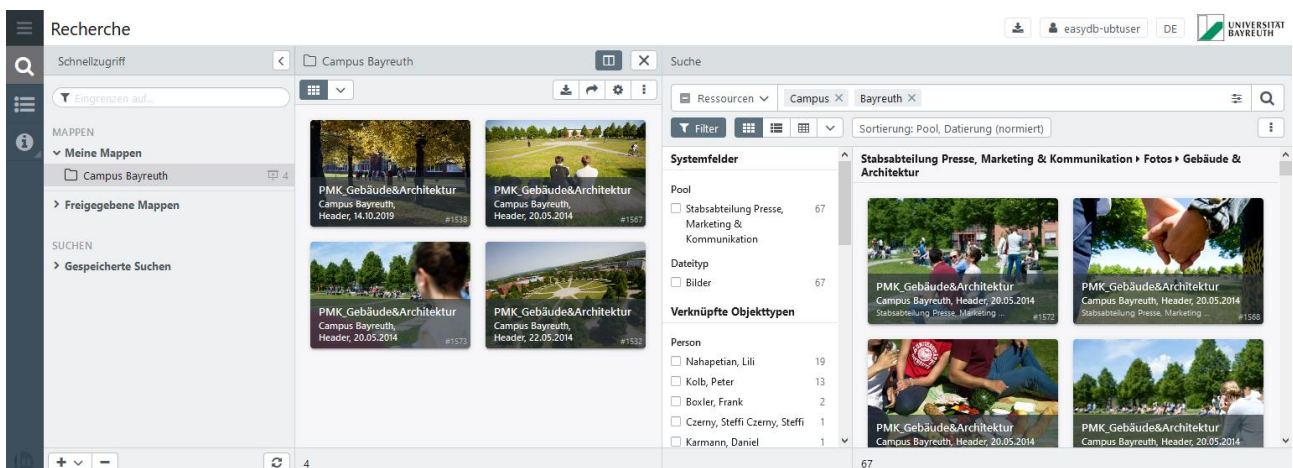 Recherche
easydb-ubtuser
DE
UNIVERSITÄT
BAYREUTH
Schnellzugriff
Eingrenzen auf...
MAPPEN
Meine Mappen
Campus Bayreuth
4
Freigegebene Mappen
SUCHEN
Gespeicherte Suchen
Campus Bayreuth
PMK_Gebäude&Architektur
Campus Bayreuth,
Header, 14.10.2019
#1538
PMK_Gebäude&Architektur
Campus Bayreuth,
Header, 20.05.2014
#1567
PMK_Gebäude&Architektur
Campus Bayreuth,
Header, 20.05.2014
#1573
PMK_Gebäude&Architektur
Campus Bayreuth,
Header, 22.05.2014
#1532
4
Suche
Ressourcen
Campus
Bayreuth
Filter
Sortierung: Pool, Datierung (normiert)
Systemfelder
Pool
Stabsabteilung Presse, 67
Marketing &
Kommunikation
Dateityp
Bilder 67
Verknüpfte Objekttypen
Person
Nahapetian, Lili 19
Kolb, Peter 13
Boxler, Frank 2
Czerny, Steffi Czerny, Steffi 1
Karmann, Daniel 1
Stabsabteilung Presse, Marketing & Kommunikation Fotos Gebäude &
Architektur
PMK_Gebäude&Architektur
Campus Bayreuth, Header, 20.05.2014
Stabsabteilung Presse, Marketing ...
#1572
PMK_Gebäude&Architektur
Campus Bayreuth, Header, 20.05.2014
Stabsabteilung Presse, Marketing ...
#1568
PMK_Gebäude&Architektur
Campus Bayreuth, Header, 20.05.2014
PMK_Gebäude&Architektur
Campus Bayreuth, Header, 20.05.2014
67